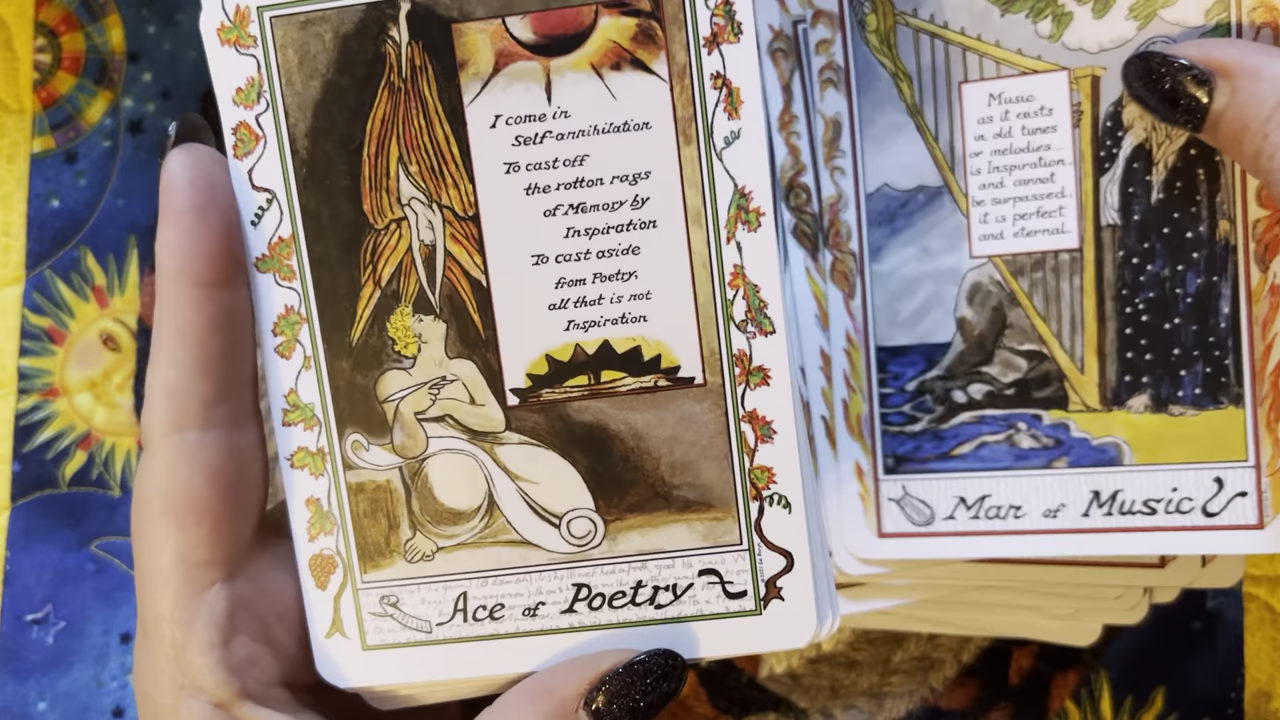 I come in
Self-annihilation
To cast off
the rotton rags
of Memory by
Inspiration
To cast aside
from Poetry,
all that is not
Inspiration
Ace of Poetry
Music
as it exists
in old tunes
or melodies...
is Inspiration,
and cannot
be surpassed,
it is perfect
and eternal.
Man of Music